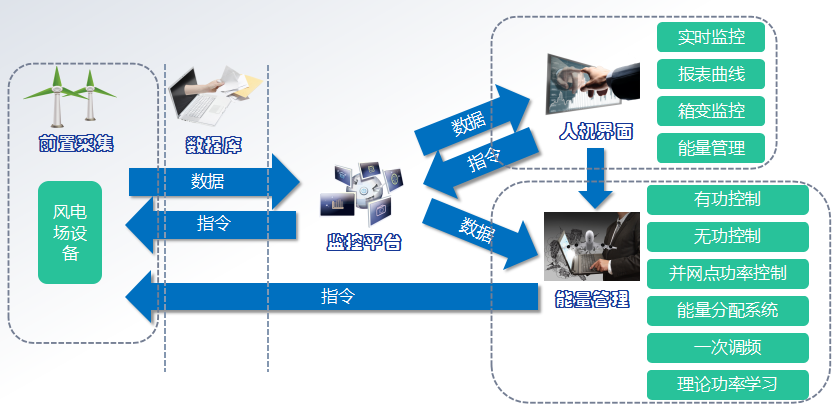 前置采集
风电
场设
备
数据库
数据
指令
监控平台
数据
指令
数据
指令
人机界面
实时监控
报表曲线
箱变监控
能量管理
能量管理
有功控制
无功控制
并网点功率控制
能量分配系统
一次调频
理论功率学习